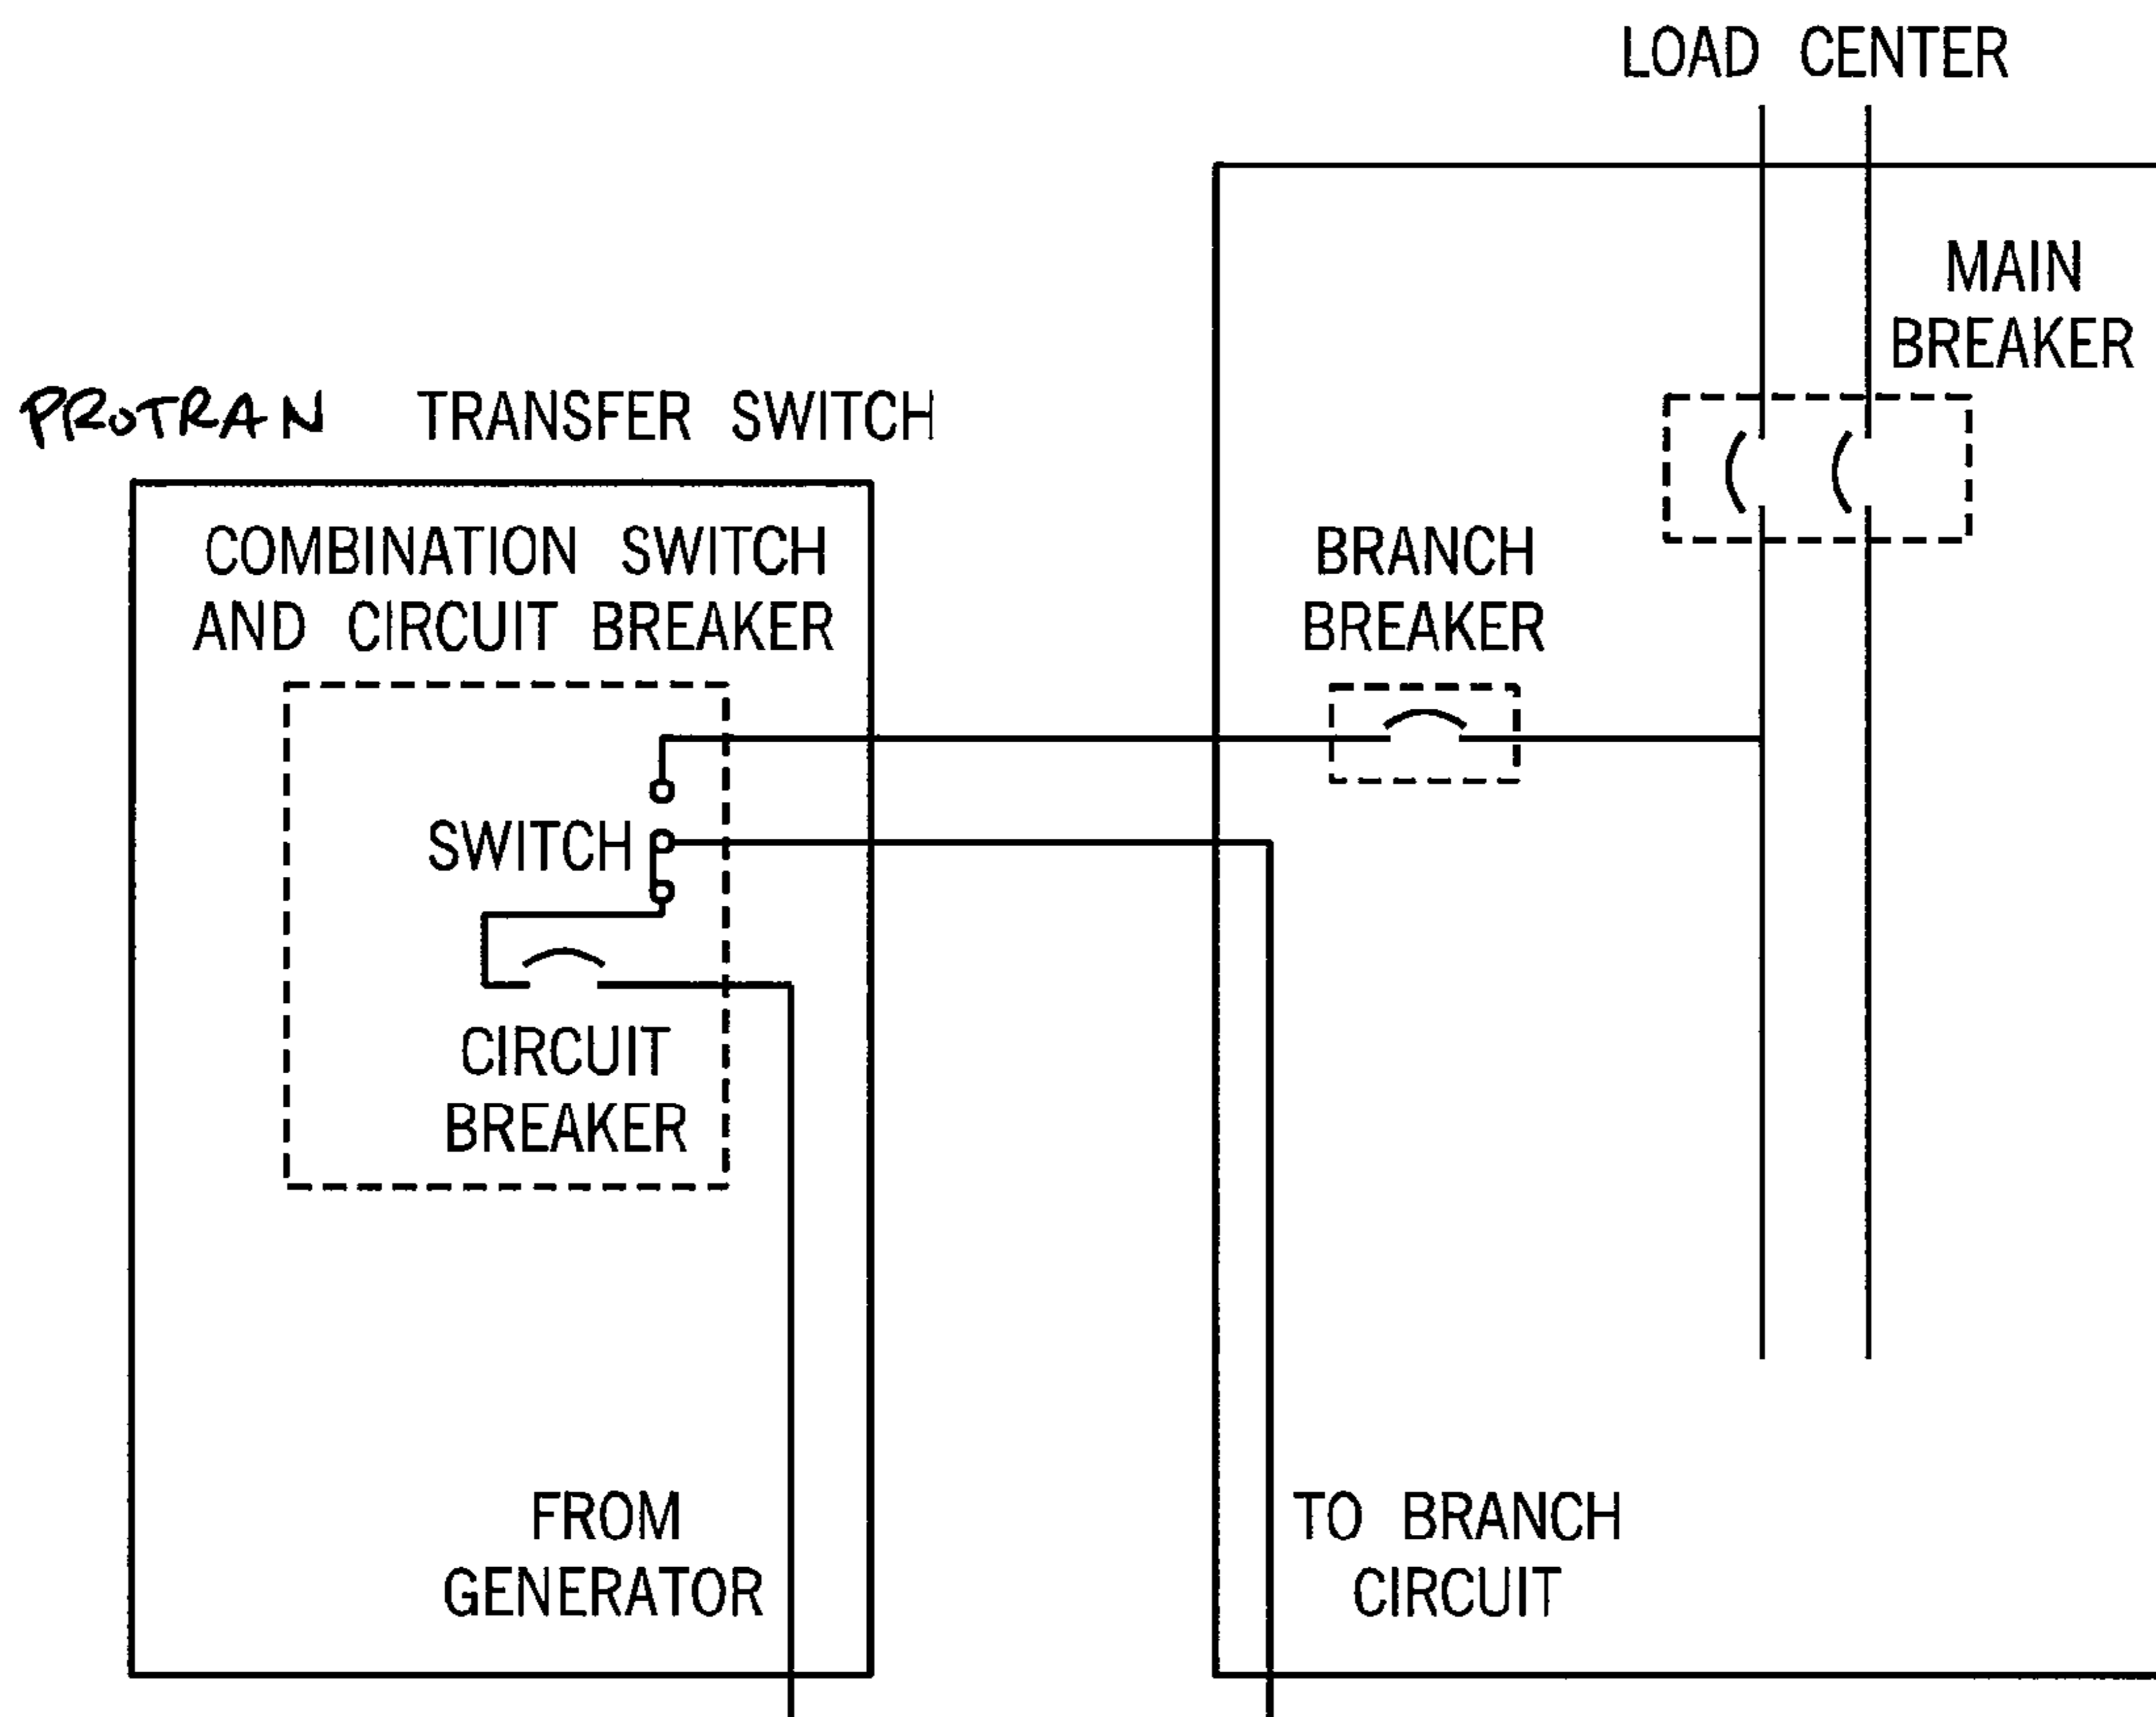 LOAD CENTER
MAIN
BREAKER
PROTRAN TRANSFER SWITCH
COMBINATION SWITCH
AND CIRCUIT BREAKER
BRANCH
BREAKER
SWITCH
CIRCUIT
BREAKER
FROM
GENERATOR
TO BRANCH
CIRCUIT